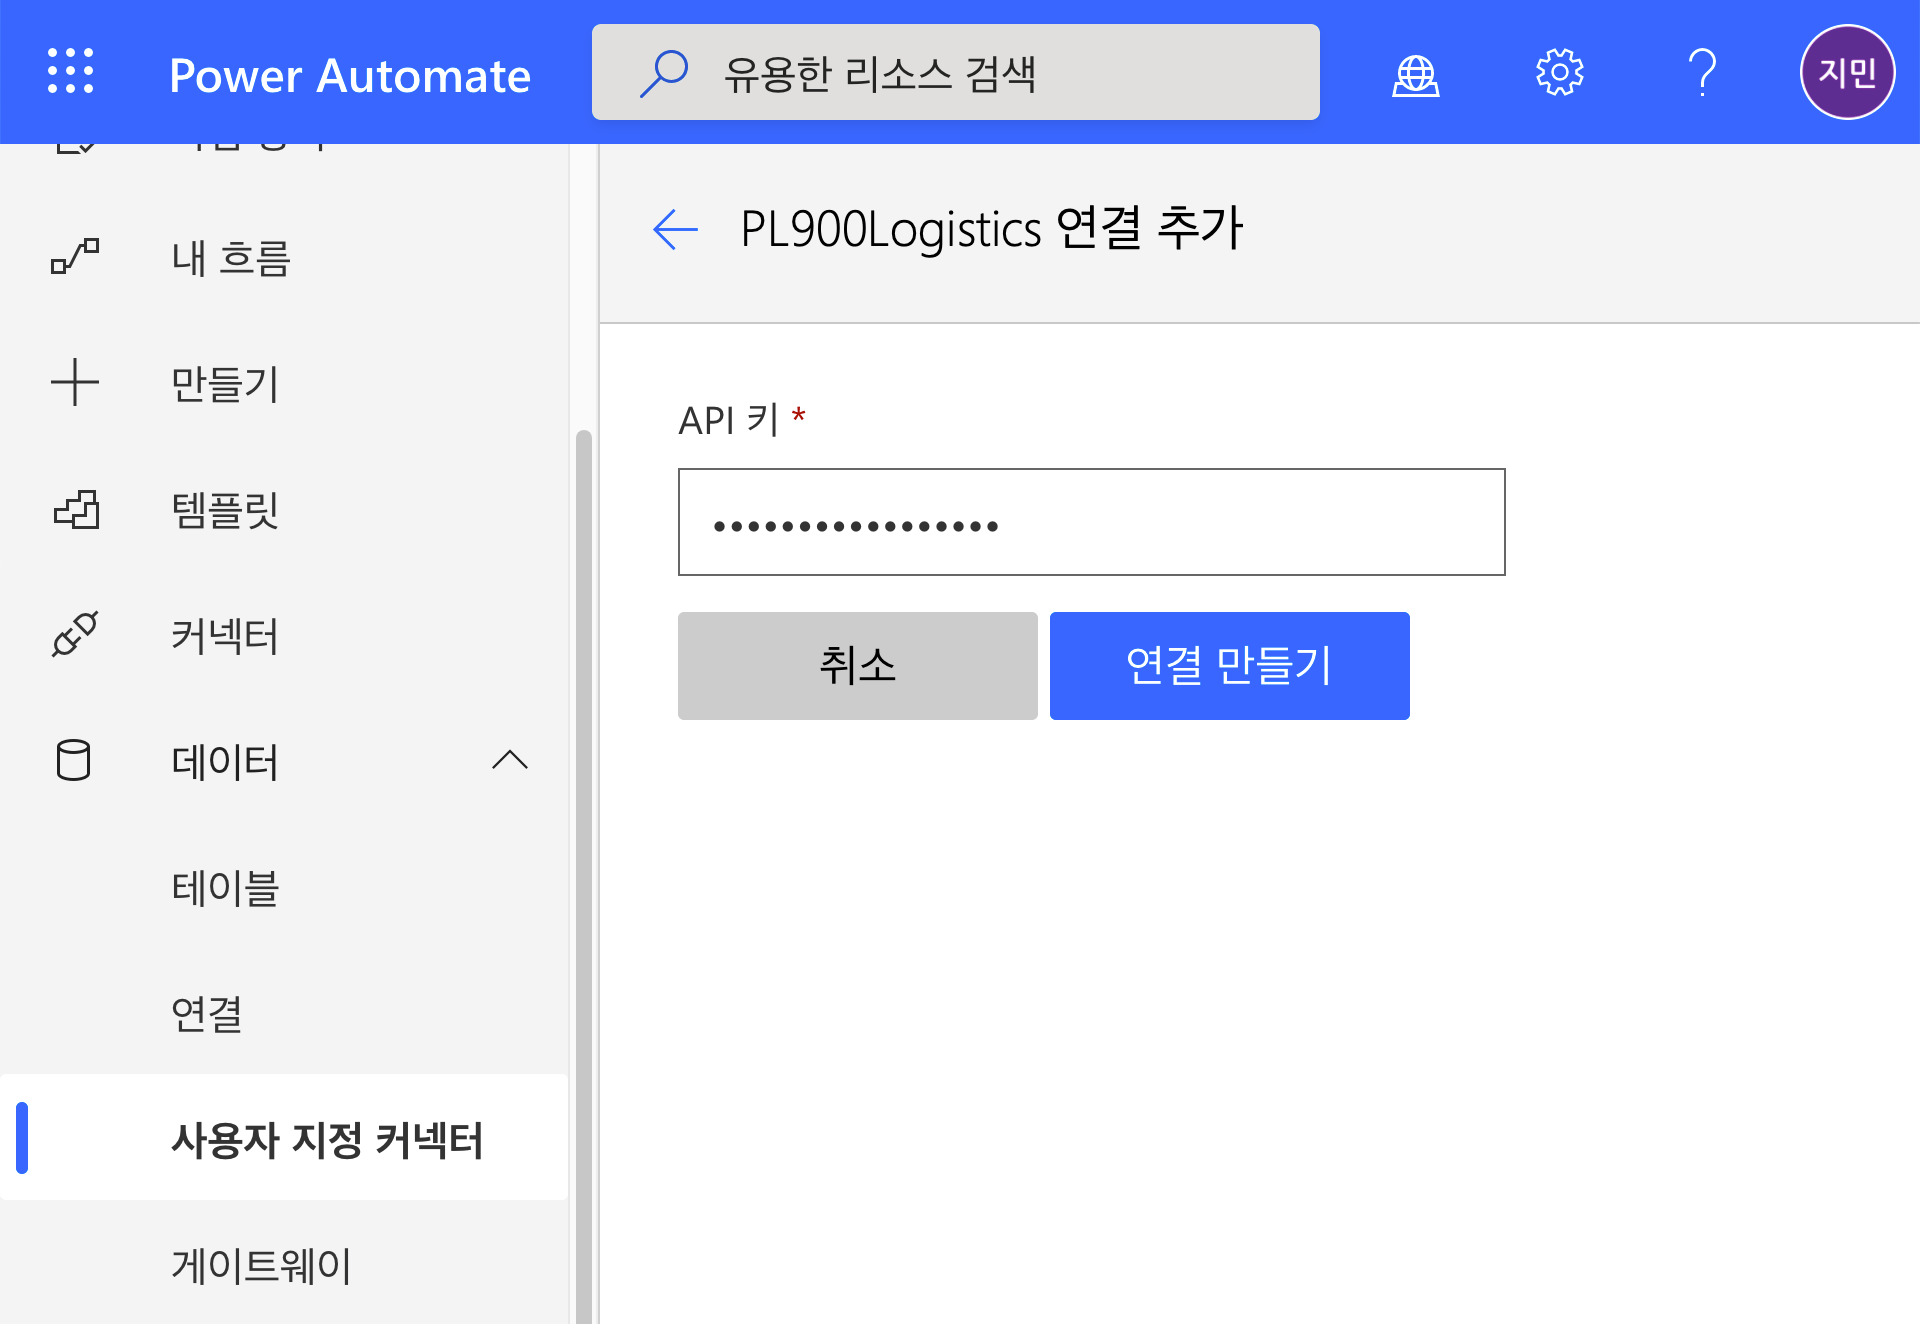 Power Automate
유용한 리소스 검색
지민
내 흐름
만들기
템플릿
커넥터
데이터
테이블
연결
사용자 지정 커넥터
게이트웨이
PL900Logistics 연결 추가
API 키 *
•••••••••••••••••
취소
연결 만들기